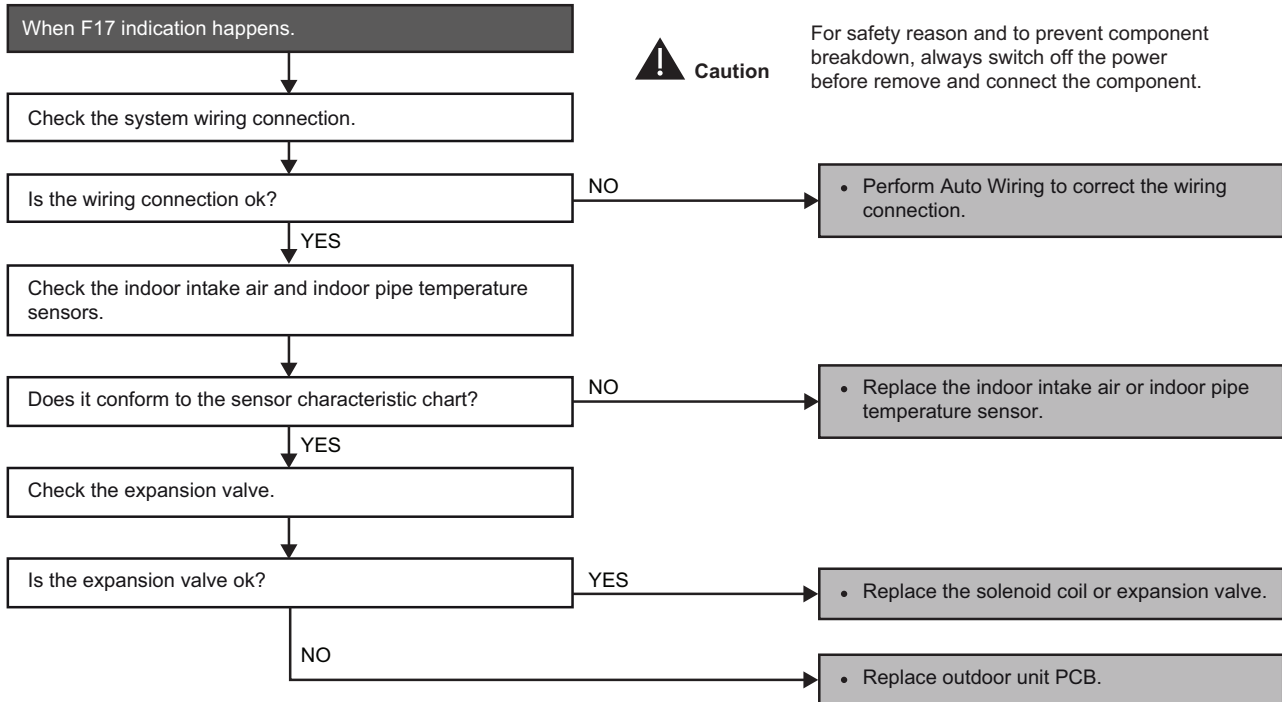 When F17 indication happens.
Caution
For safety reason and to prevent component
breakdown, always switch off the power
before remove and connect the component.
Check the system wiring connection.
Is the wiring connection ok?
NO
• Perform Auto Wiring to correct the wiring
connection.
YES
Check the indoor intake air and indoor pipe temperature
sensors.
Does it conform to the sensor characteristic chart?
NO
• Replace the indoor intake air or indoor pipe
temperature sensor.
YES
Check the expansion valve.
Is the expansion valve ok?
YES
• Replace the solenoid coil or expansion valve.
NO
• Replace outdoor unit PCB.